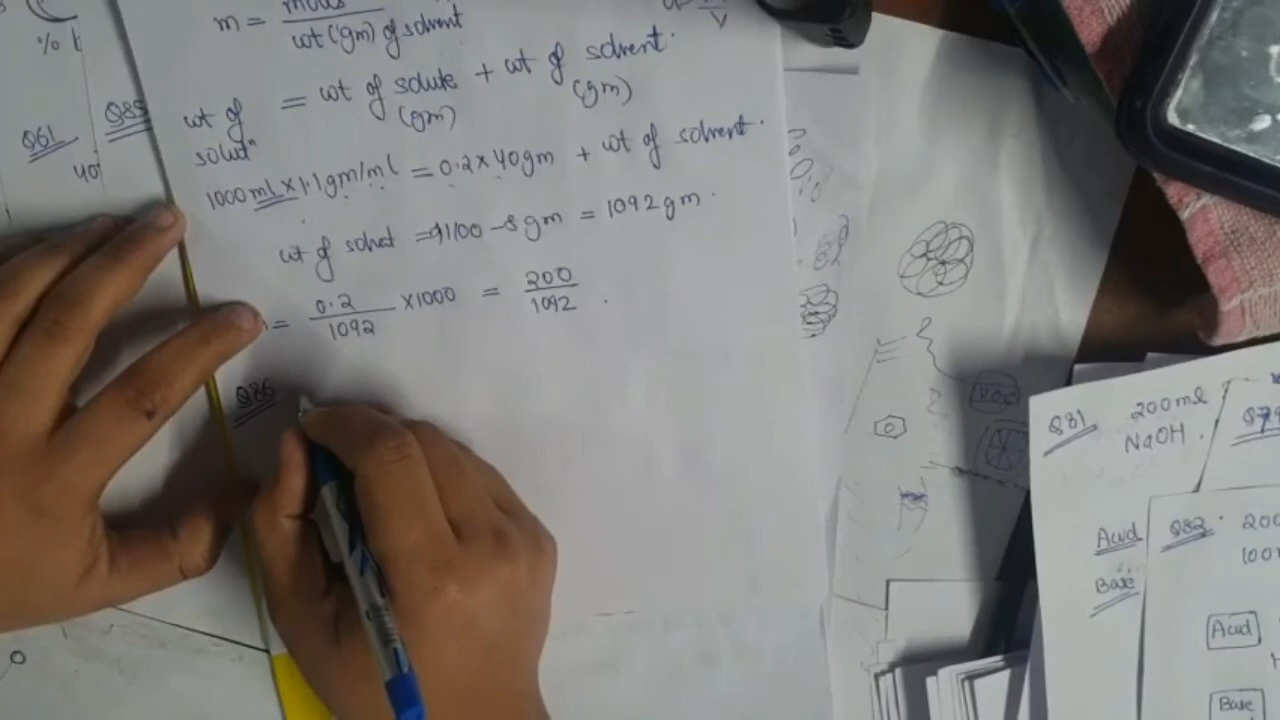 % t
Q61
40
Q85
m = moles / wt (gm) of solvent
wt of solutⁿ = wt of solute (gm) + wt of solvent (gm)
1000 ml × 1.1 gm/ml = 0.2 × 40 gm + wt of solvent.
wt of solvet = 1100 - 8 gm = 1092 gm.
= 0.2 / 1092 × 1000 = 200 / 1092 .
Q86
VOC
Q81 200 ml
NaOH .
Acid
Base
Q79
Q82. 200
100
Acid
Base